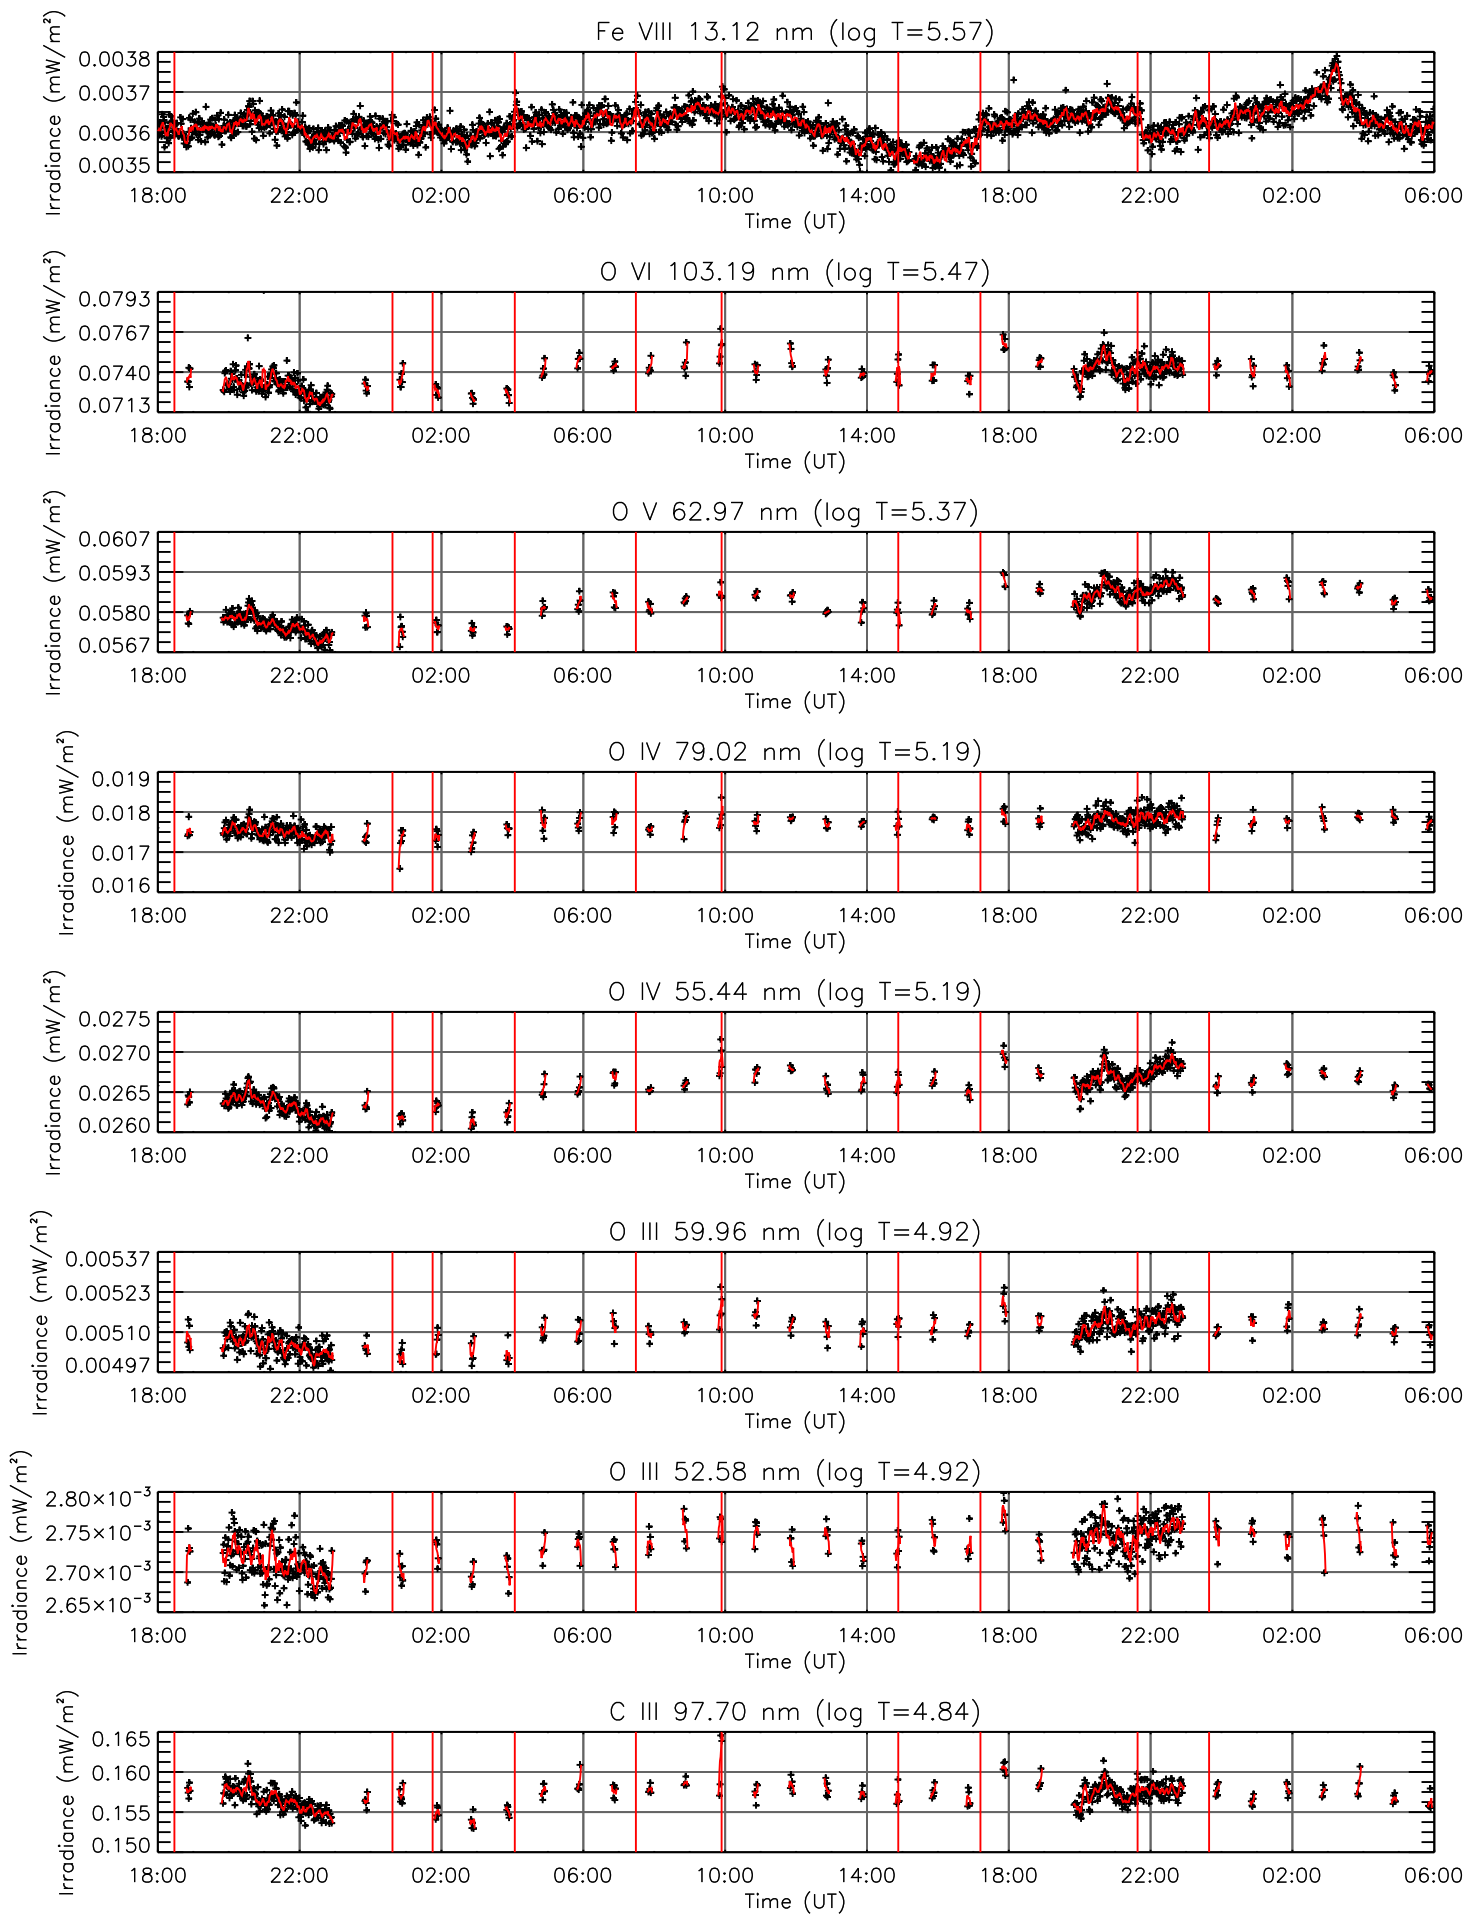 Fe VIII 13.12 nm (log T=5.57)
Irradiance (mW/m²)
0.0038
0.0037
0.0036
0.0035
18:00 22:00 02:00 06:00 10:00 14:00 18:00 22:00 02:00 06:00
Time (UT)
O VI 103.19 nm (log T=5.47)
Irradiance (mW/m²)
0.0793
0.0767
0.0740
0.0713
18:00 22:00 02:00 06:00 10:00 14:00 18:00 22:00 02:00 06:00
Time (UT)
O V 62.97 nm (log T=5.37)
Irradiance (mW/m²)
0.0607
0.0593
0.0580
0.0567
18:00 22:00 02:00 06:00 10:00 14:00 18:00 22:00 02:00 06:00
Time (UT)
O IV 79.02 nm (log T=5.19)
Irradiance (mW/m²)
0.019
0.018
0.017
0.016
18:00 22:00 02:00 06:00 10:00 14:00 18:00 22:00 02:00 06:00
Time (UT)
O IV 55.44 nm (log T=5.19)
Irradiance (mW/m²)
0.0275
0.0270
0.0265
0.0260
18:00 22:00 02:00 06:00 10:00 14:00 18:00 22:00 02:00 06:00
Time (UT)
O III 59.96 nm (log T=4.92)
Irradiance (mW/m²)
0.00537
0.00523
0.00510
0.00497
18:00 22:00 02:00 06:00 10:00 14:00 18:00 22:00 02:00 06:00
Time (UT)
O III 52.58 nm (log T=4.92)
Irradiance (mW/m²)
2.80×10⁻³
2.75×10⁻³
2.70×10⁻³
2.65×10⁻³
18:00 22:00 02:00 06:00 10:00 14:00 18:00 22:00 02:00 06:00
Time (UT)
C III 97.70 nm (log T=4.84)
Irradiance (mW/m²)
0.165
0.160
0.155
0.150
18:00 22:00 02:00 06:00 10:00 14:00 18:00 22:00 02:00 06:00
Time (UT)